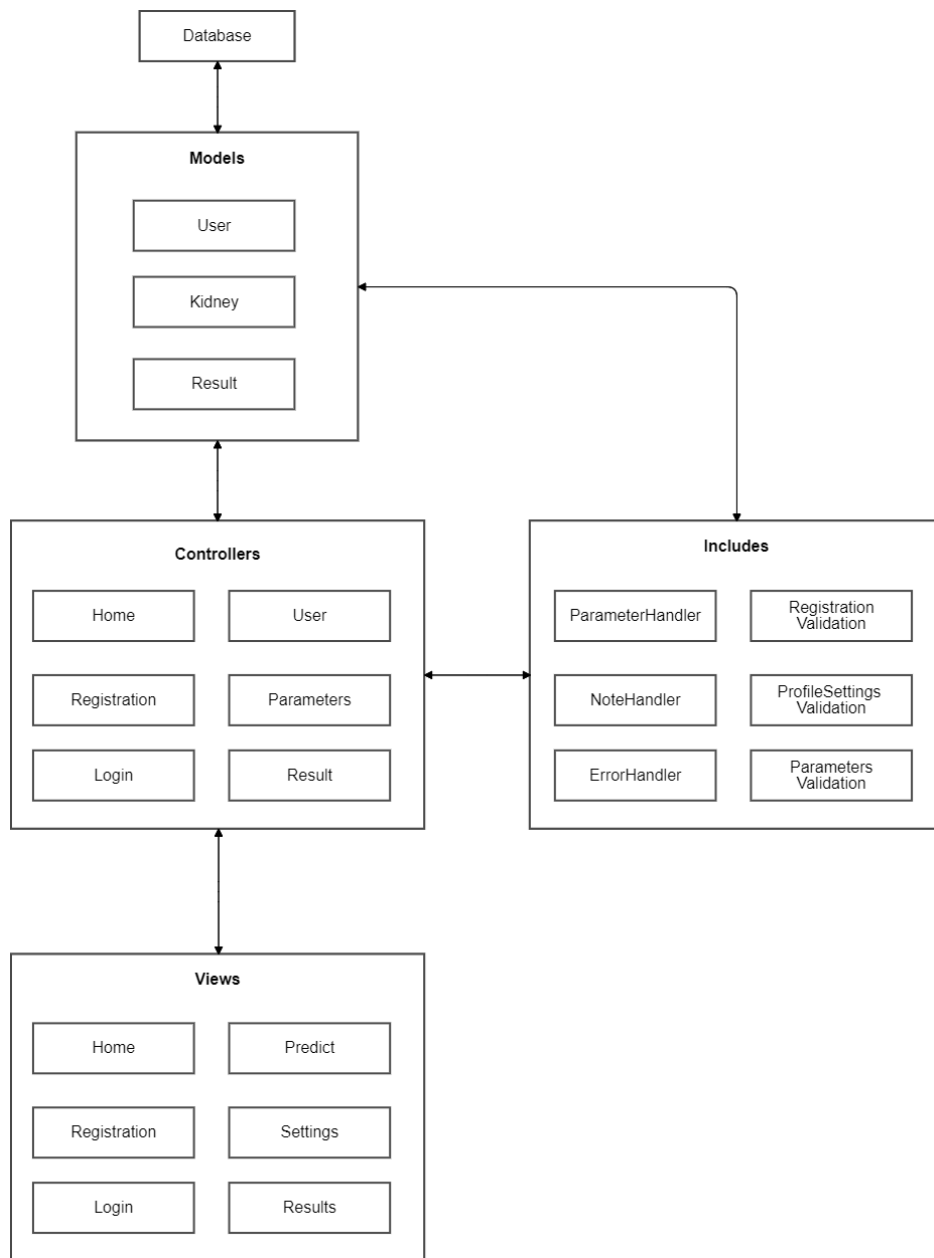 Database
Models
User
Kidney
Result
Controllers
Home
User
Registration
Parameters
Login
Result
Includes
ParameterHandler
Registration
Validation
NoteHandler
ProfileSettings
Validation
ErrorHandler
Parameters
Validation
Views
Home
Predict
Registration
Settings
Login
Results